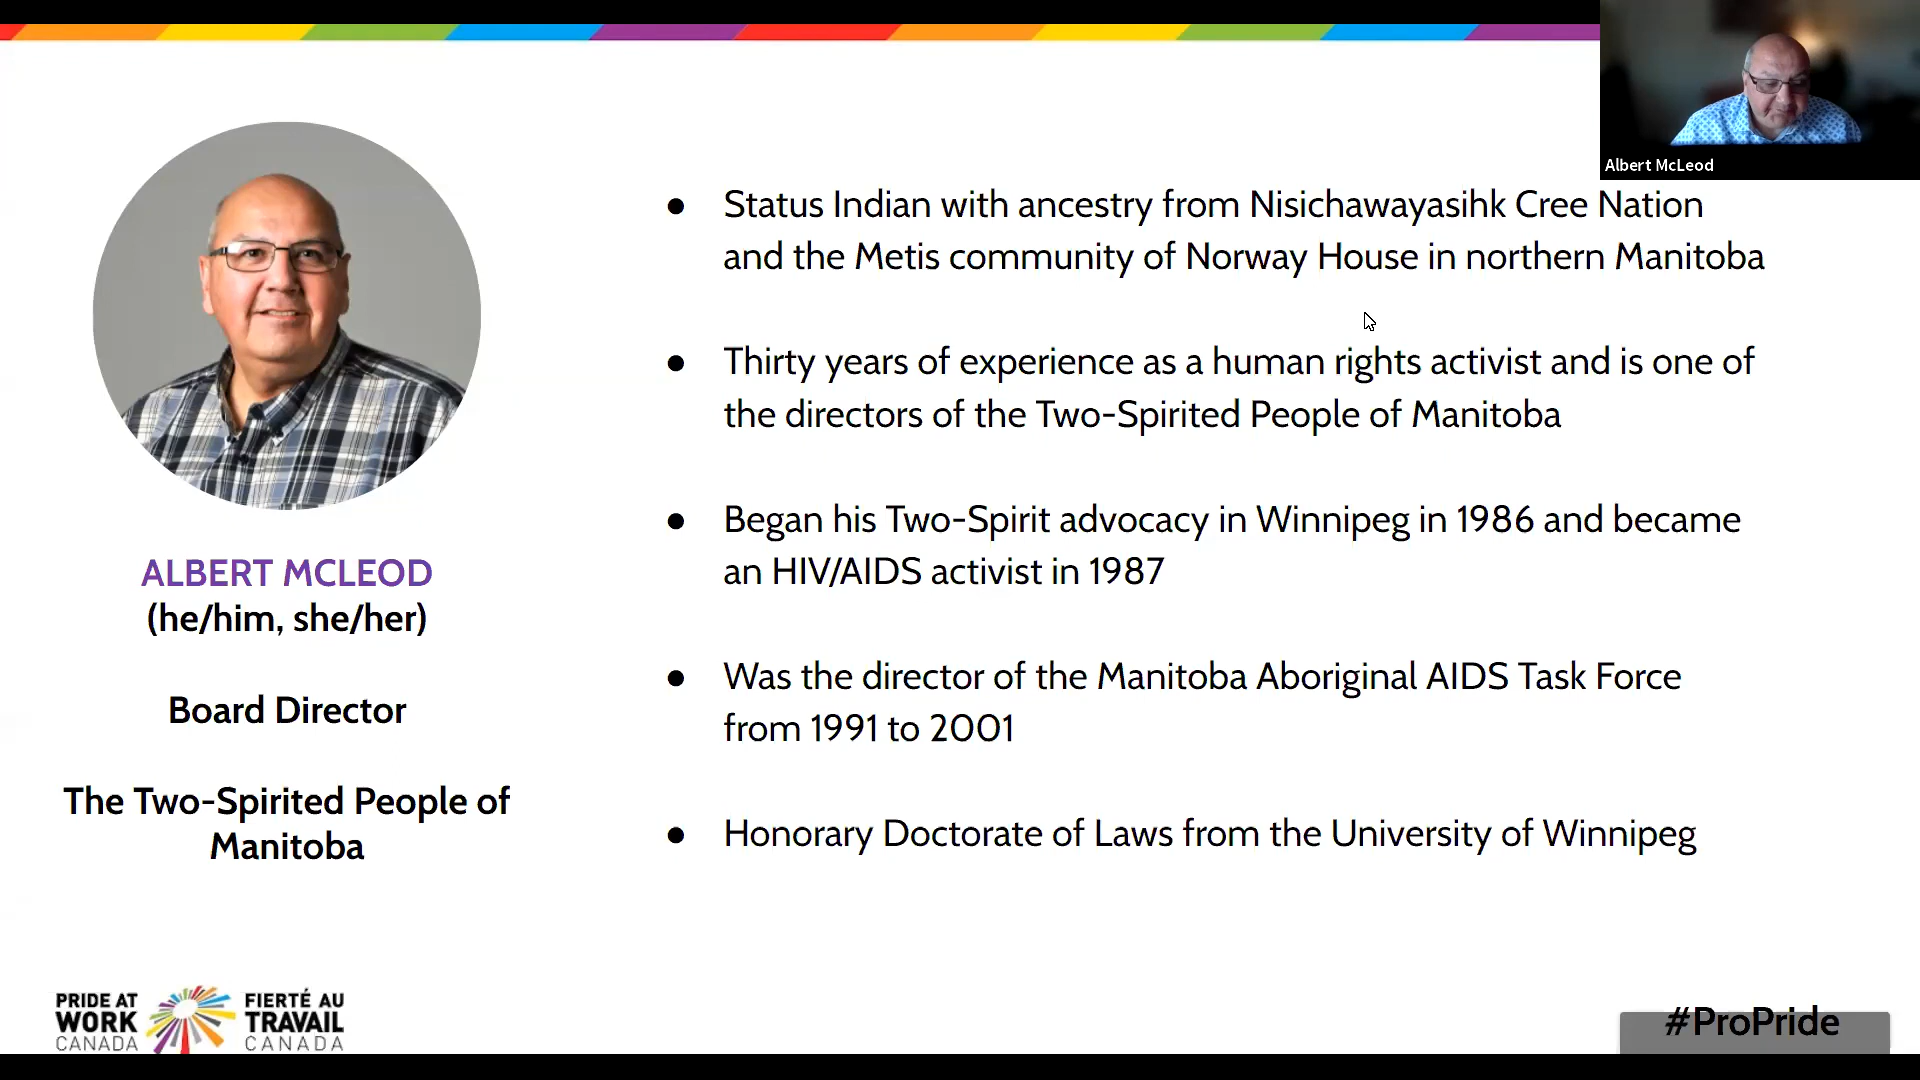 Albert McLeod
ALBERT MCLEOD
(he/him, she/her)
Board Director
The Two-Spirited People of
Manitoba
● Status Indian with ancestry from Nisichawayasihk Cree Nation
and the Metis community of Norway House in northern Manitoba
● Thirty years of experience as a human rights activist and is one of
the directors of the Two-Spirited People of Manitoba
● Began his Two-Spirit advocacy in Winnipeg in 1986 and became
an HIV/AIDS activist in 1987
● Was the director of the Manitoba Aboriginal AIDS Task Force
from 1991 to 2001
● Honorary Doctorate of Laws from the University of Winnipeg
PRIDE AT
WORK
CANADA
FIERTÉ AU
TRAVAIL
CANADA
#ProPride